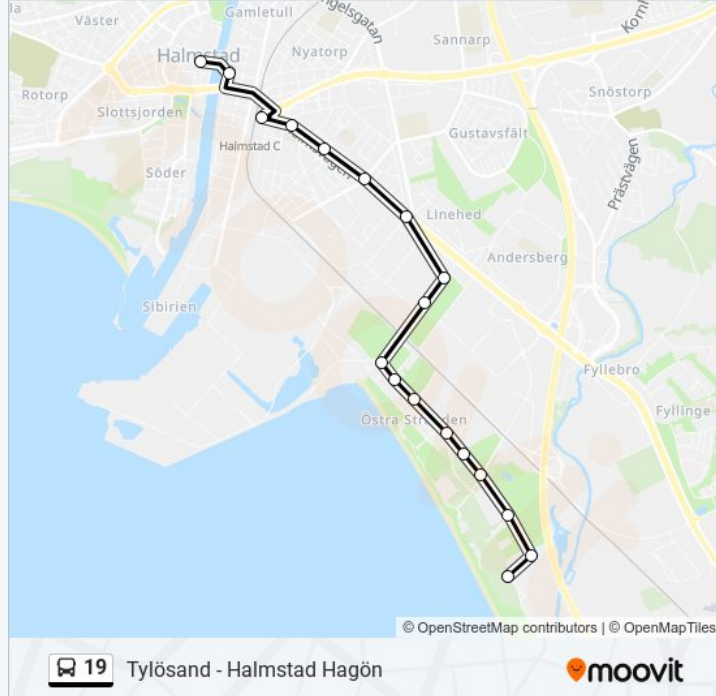 Gamletull
Väster
Nyatorp
Sannarp
Halmstad
Rotorp
Snöstorp
Slottsjorden
Gustavsfält
Halmstad C
Prästvägen
Söder
Linehed
Andersberg
Sibirien
Fyllebro
Fyllinge
Östra Stranden
© OpenStreetMap contributors | © OpenMapTiles
19 Tylösand - Halmstad Hagön moovit